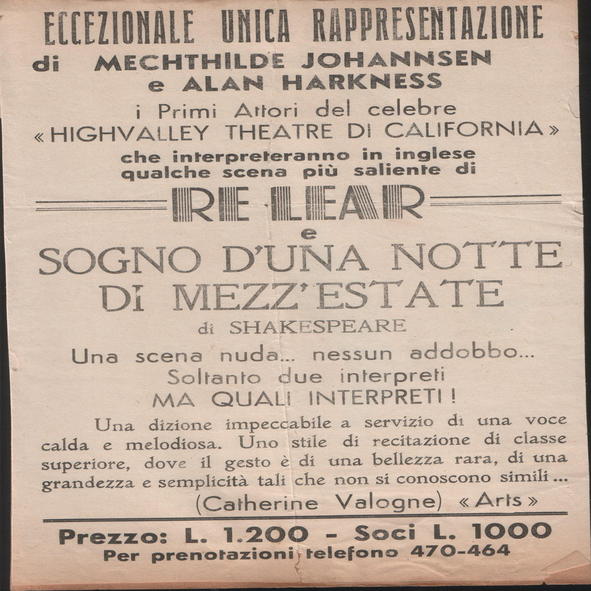 ECCEZIONALE UNICA RAPPRESENTAZIONE
di MECHTHILDE JOHANNSEN
e ALAN HARKNESS
i Primi Attori del celebre
« HIGHVALLEY THEATRE DI CALIFORNIA »
che interpreteranno in inglese
qualche scena più saliente di
RE LEAR
e
SOGNO D'UNA NOTTE
DI MEZZ'ESTATE
di SHAKESPEARE
Una scena nuda... nessun addobbo...
Soltanto due interpreti
MA QUALI INTERPRETI !
Una dizione impeccabile a servizio di una voce
calda e melodiosa. Uno stile di recitazione di classe
superiore, dove il gesto è di una bellezza rara, di una
grandezza e semplicità tali che non si conoscono simili ...
(Catherine Valogne) « Arts »
Prezzo: L. 1.200 - Soci L. 1000
Per prenotazioni telefono 470-464